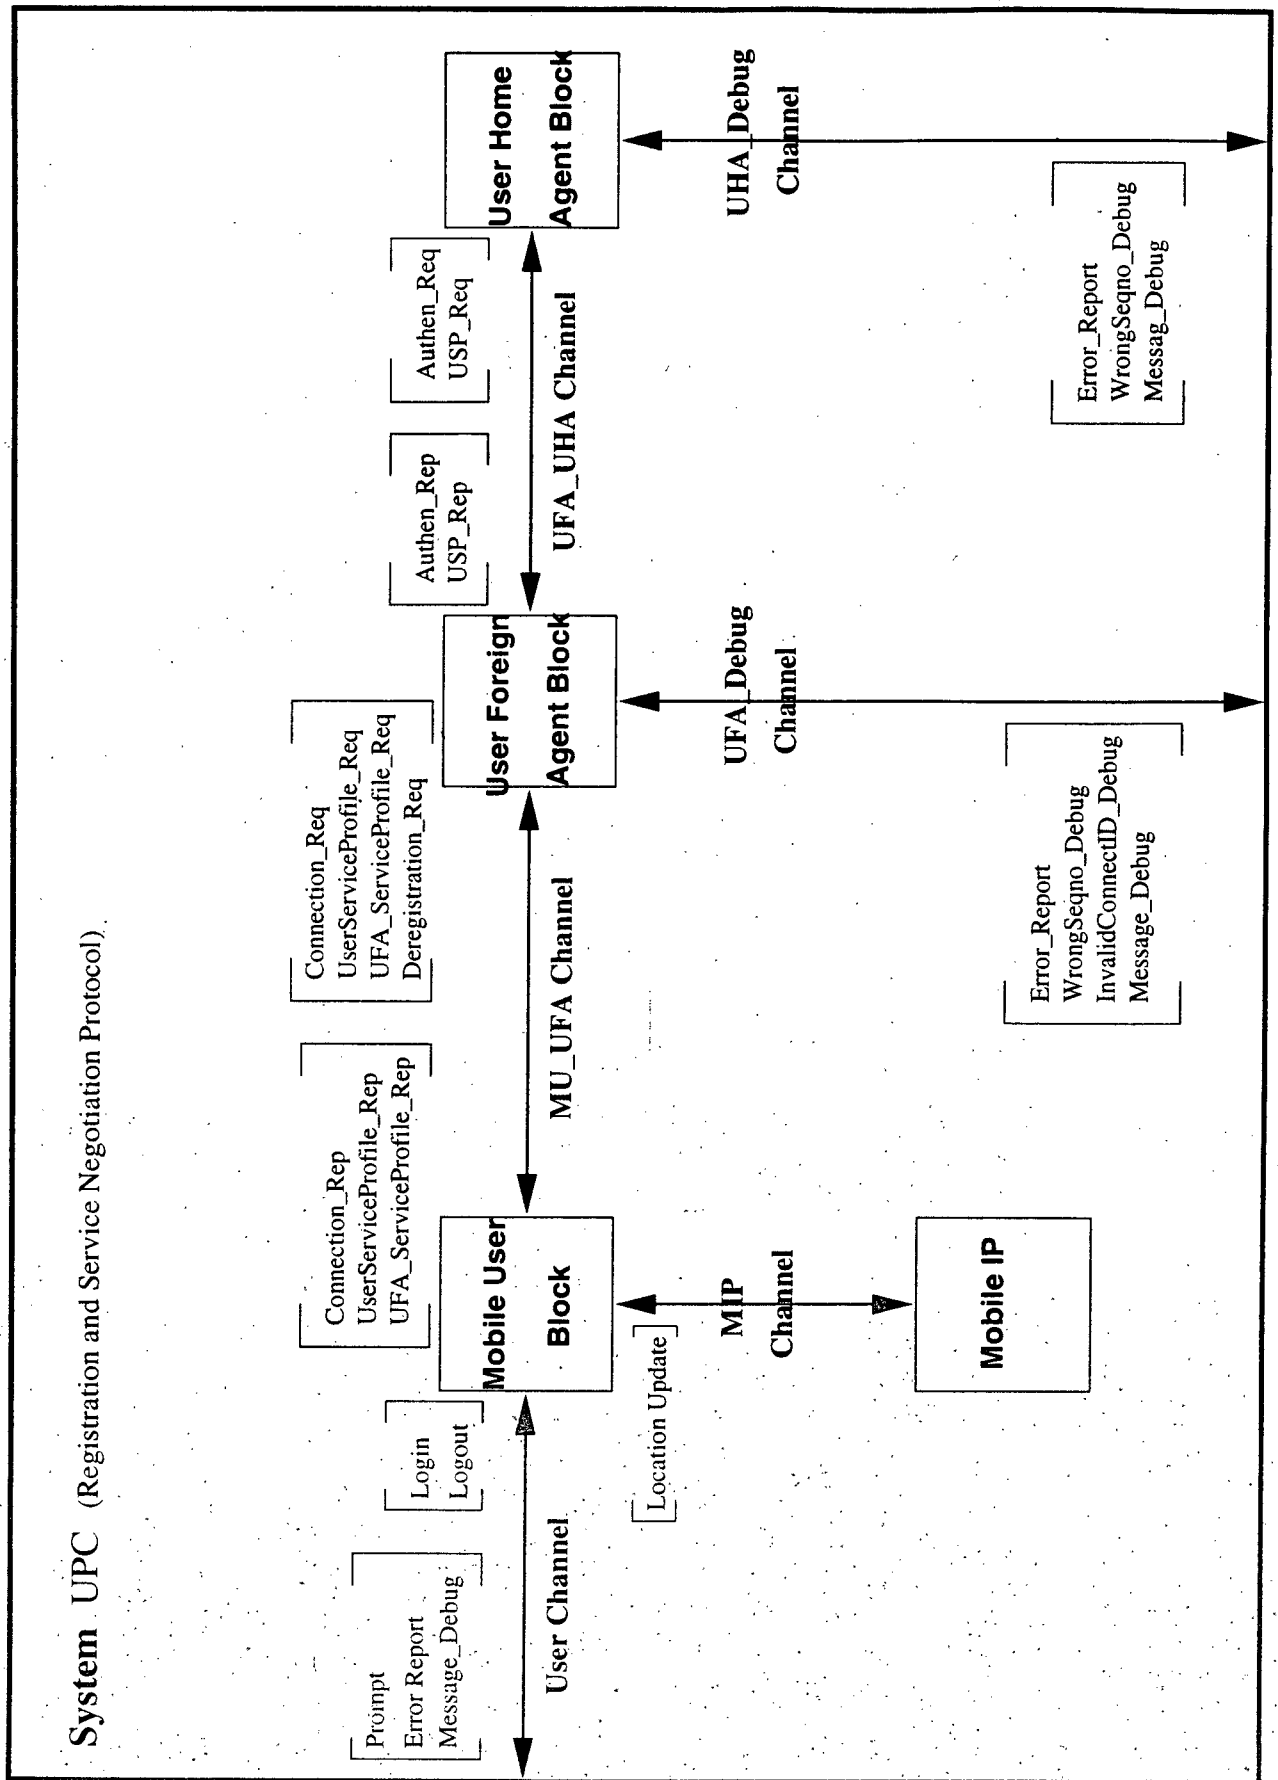 System UPC (Registration and Service Negotiation Protocol)
Prompt
Error Report
Message_Debug
Login
Logout
User Channel
Mobile User
Block
Connection_Rep
UserServiceProfile_Rep
UFA_ServiceProfile_Rep
Connection_Req
UserServiceProfile_Req
UFA_ServiceProfile_Req
Deregistration_Req
MU_UFA Channel
User Foreign
Agent Block
Authen_Rep
USP_Rep
Authen_Req
USP_Req
UFA_UHA Channel
User Home
Agent Block
Location Update
MIP
Channel
Mobile IP
UFA_Debug
Channel
Error_Report
WrongSeqno_Debug
InvalidConnectID_Debug
Message_Debug
UHA_Debug
Channel
Error_Report
WrongSeqno_Debug
Messag_Debug